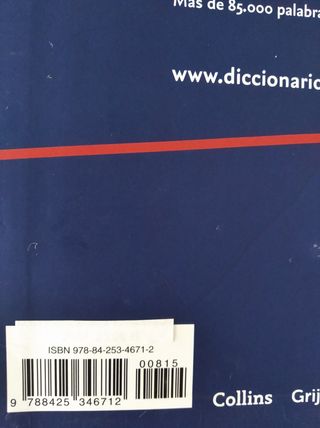 Más de 85.000 palabra
www.diccionario
ISBN 978-84-253-4671-2
00815
9 788425 346712
Collins Grij